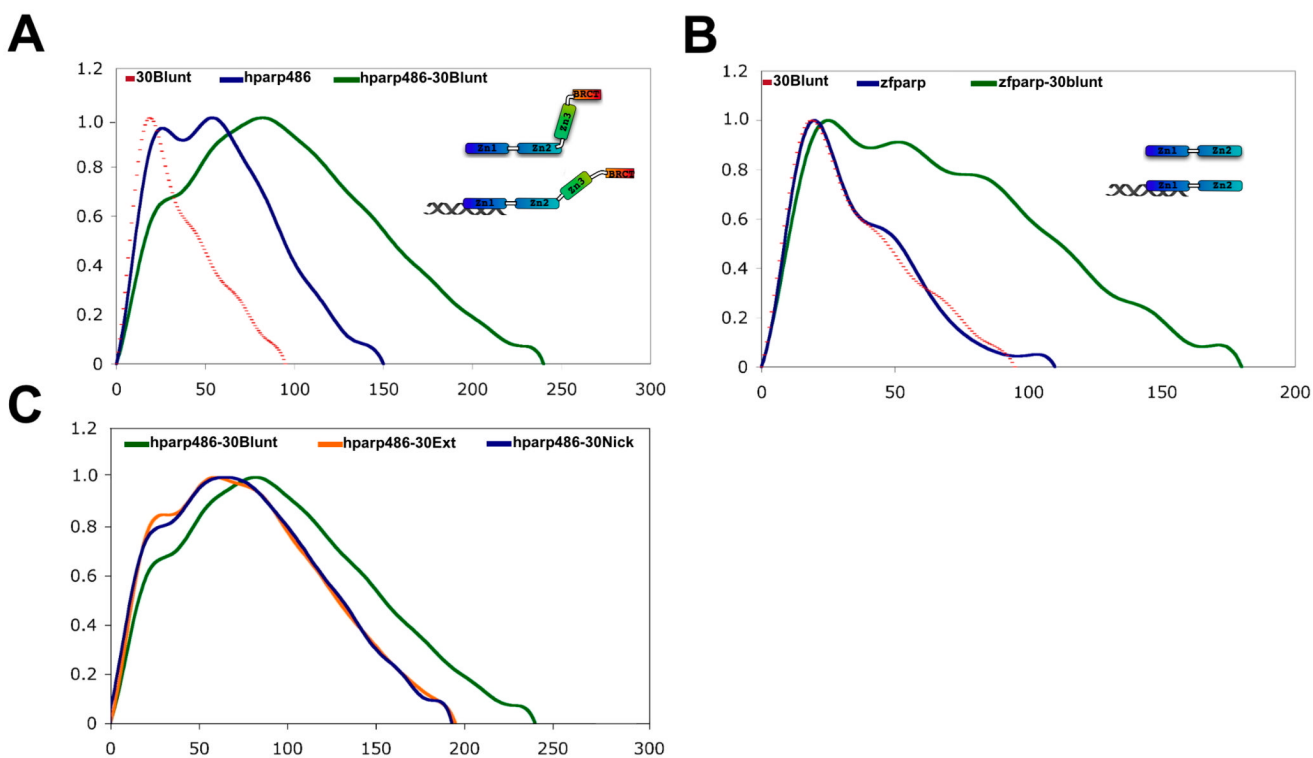 A
30Blunt hparp486 hparp486-30Blunt
1.2
1.0
0.8
0.6
0.4
0.2
0
0 50 100 150 200 250 300
BRCT
Zn3
Zn1 Zn2
BRCT
Zn3
Zn1 Zn2
B
30Blunt zfparp zfparp-30blunt
1.2
1.0
0.8
0.6
0.4
0.2
0
0 50 100 150 200
Zn1 Zn2
Zn1 Zn2
C
hparp486-30Blunt hparp486-30Ext hparp486-30Nick
1.2
1.0
0.8
0.6
0.4
0.2
0
0 50 100 150 200 250 300